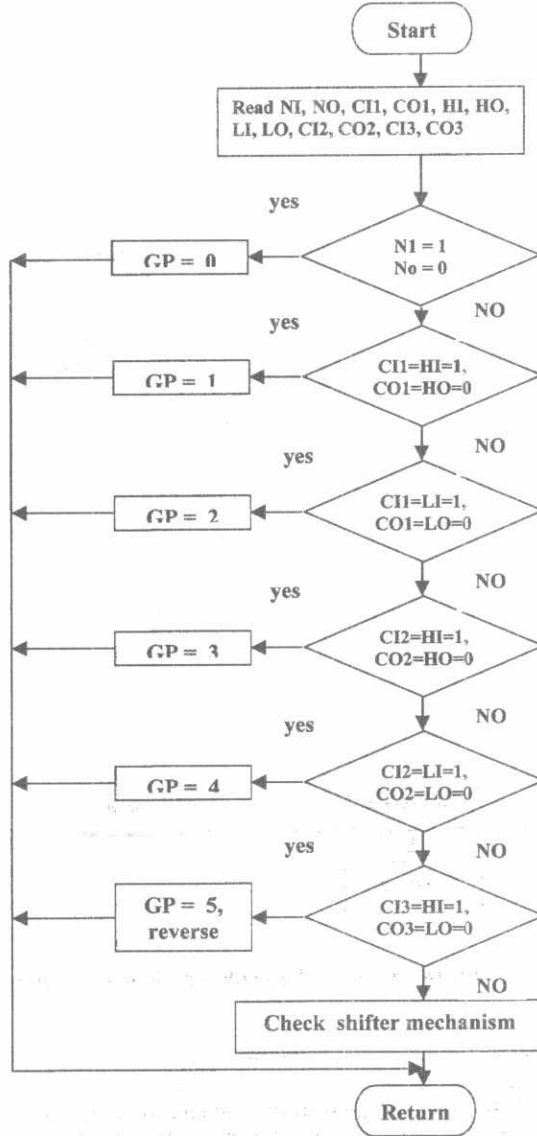 Start
Read NI, NO, CI1, CO1, HI, HO,
LI, LO, CI2, CO2, CI3, CO3
yes
N1 = 1
No = 0
GP = 0
NO
yes
CI1=HI=1,
CO1=HO=0
GP = 1
NO
yes
CI1=LI=1,
CO1=LO=0
GP = 2
NO
yes
CI2=HI=1,
CO2=HO=0
GP = 3
NO
yes
CI2=LI=1,
CO2=LO=0
GP = 4
NO
yes
CI3=HI=1,
CO3=LO=0
GP = 5,
reverse
NO
Check shifter mechanism
Return